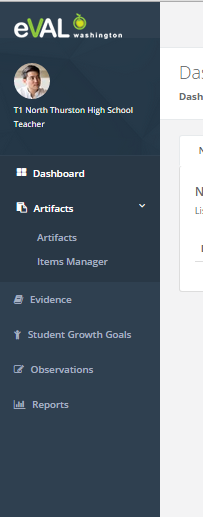 eVAL washington
T1 North Thurston High School
Teacher
Dashboard
Artifacts
Artifacts
Items Manager
Evidence
Student Growth Goals
Observations
Reports
Das
Dash
N
N
Lis